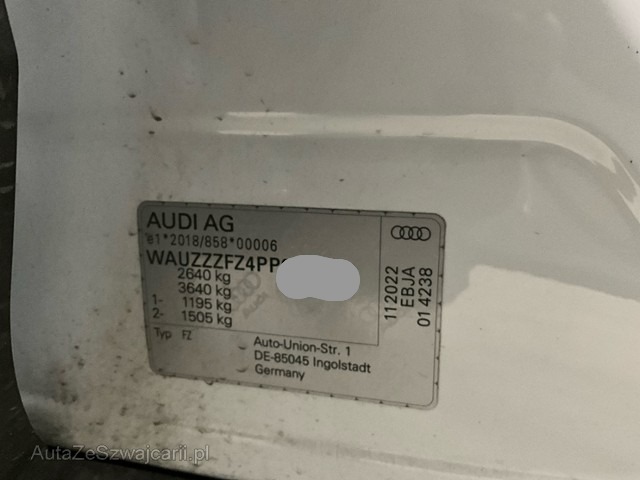 AUDI AG
e1*2018/858*00006
WAUZZZFZ4PP
2640 kg
3640 kg
1- 1195 kg
2- 1505 kg
Typ FZ
Auto-Union-Str. 1
DE-85045 Ingolstadt
Germany
112022
EBJA
01 4238
Audi
AutaZeSzwajcarii.pl